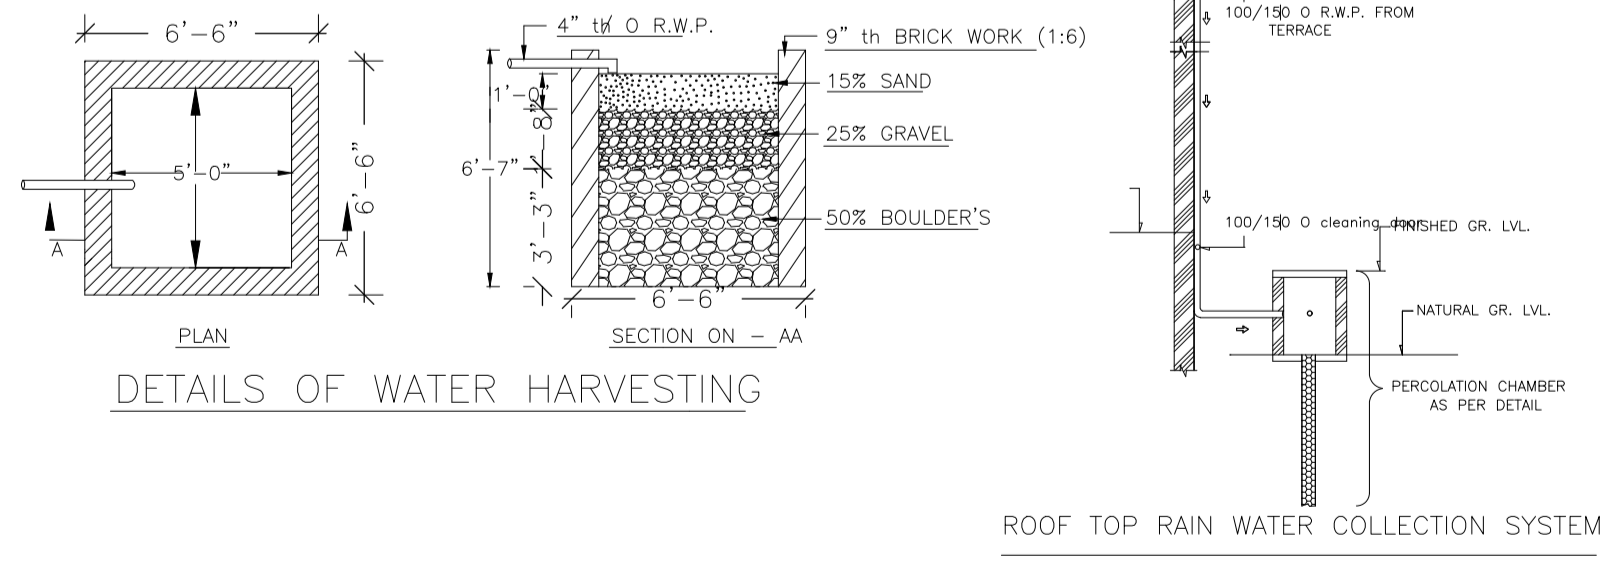 6'-6"
5'-0"
6'-6"
A
A
PLAN
4" th O R.W.P.
9" th BRICK WORK (1:6)
15% SAND
1'-0"
1'-8"
25% GRAVEL
6'-7"
3'-3"
50% BOULDER'S
6'-6"
SECTION ON - AA
DETAILS OF WATER HARVESTING
100/150 O R.W.P. FROM
TERRACE
100/150 O cleaning door
FINISHED GR. LVL.
NATURAL GR. LVL.
PERCOLATION CHAMBER
AS PER DETAIL
ROOF TOP RAIN WATER COLLECTION SYSTEM